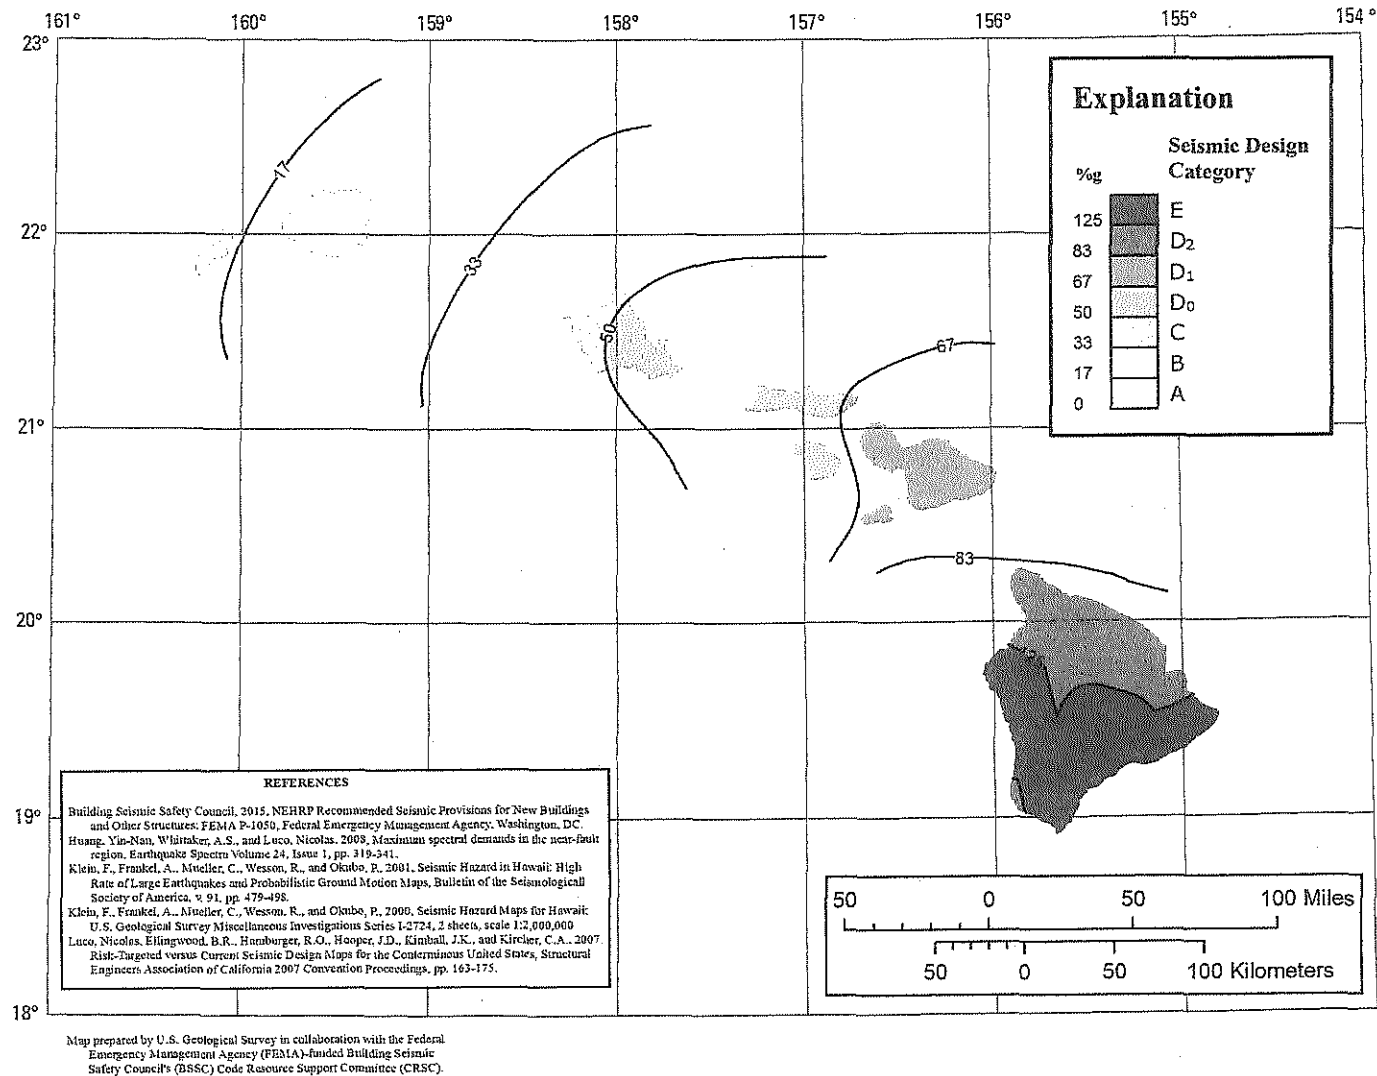 161° 160° 159° 158° 157° 156° 155° 154°
23°
22°
21°
20°
19°
18°
17
33
50
67
83
Explanation
Seismic Design
Category
%g
125 E
83 D2
67 D1
50 D0
33 C
17 B
0 A
REFERENCES
Building Seismic Safety Council, 2015, NEHRP Recommended Seismic Provisions for New Buildings
and Other Structures: FEMA P-1050, Federal Emergency Management Agency, Washington, DC.
Huang, Yin-Nan, Whittaker, A.S., and Luco, Nicolas, 2008, Maximum spectral demands in the near-fault
region, Earthquake Spectra Volume 24, Issue 1, pp. 319-341.
Klein, F., Frankel, A., Mueller, C., Wesson, R., and Okubo, P., 2001, Seismic Hazard in Hawaii: High
Rate of Large Earthquakes and Probabilistic Ground Motion Maps, Bulletin of the Seismological
Society of America, v. 91, pp. 479-498.
Klein, F., Frankel, A., Mueller, C., Wesson, R., and Okubo, P., 2000, Seismic Hazard Maps for Hawaii:
U.S. Geological Survey Miscellaneous Investigations Series I-2724, 2 sheets, scale 1:2,000,000
Luco, Nicolas, Ellingwood, B.R., Hamburger, R.O., Hooper, J.D., Kimball, J.K., and Kircher, C.A., 2007,
Risk-Targeted versus Current Seismic Design Maps for the Conterminous United States, Structural
Engineers Association of California 2007 Convention Proceedings, pp. 163-175.
50 0 50 100 Miles
50 0 50 100 Kilometers
Map prepared by U.S. Geological Survey in collaboration with the Federal
Emergency Management Agency (FEMA)-funded Building Seismic
Safety Council's (BSSC) Code Resource Support Committee (CRSC).